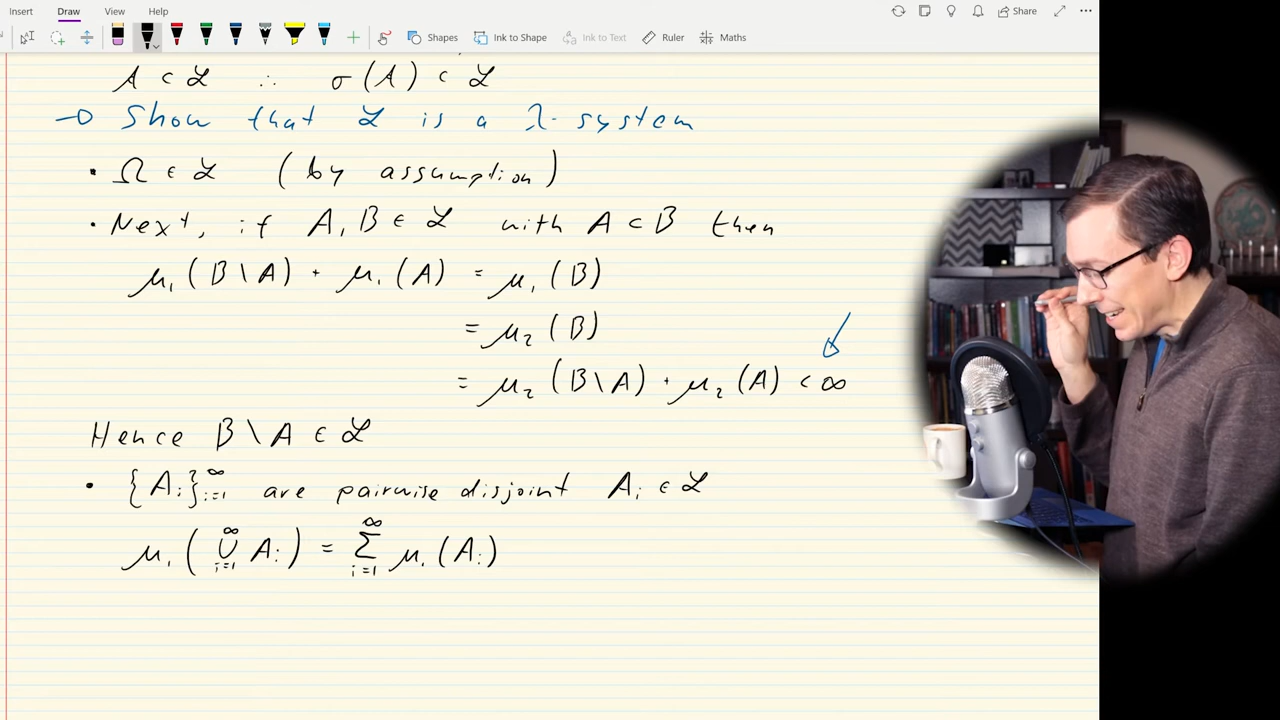 Insert Draw View Help Share
Shapes Ink to Shape Ink to Text Ruler Maths
A ⊂ ℒ ∴ σ(A) ⊂ ℒ
→ Show that ℒ is a λ-system
• Ω ∈ ℒ (by assumption)
• Next, if A, B ∈ ℒ with A ⊂ B then
μ₁(B\A) + μ₁(A) = μ₁(B)
= μ₂(B)
= μ₂(B\A) + μ₂(A) < ∞
Hence B\A ∈ ℒ
• {Aᵢ}ᵢ₌₁^∞ are pairwise disjoint Aᵢ ∈ ℒ
μ₁(∪ᵢ₌₁^∞ Aᵢ) = Σᵢ₌₁^∞ μ₁(Aᵢ)